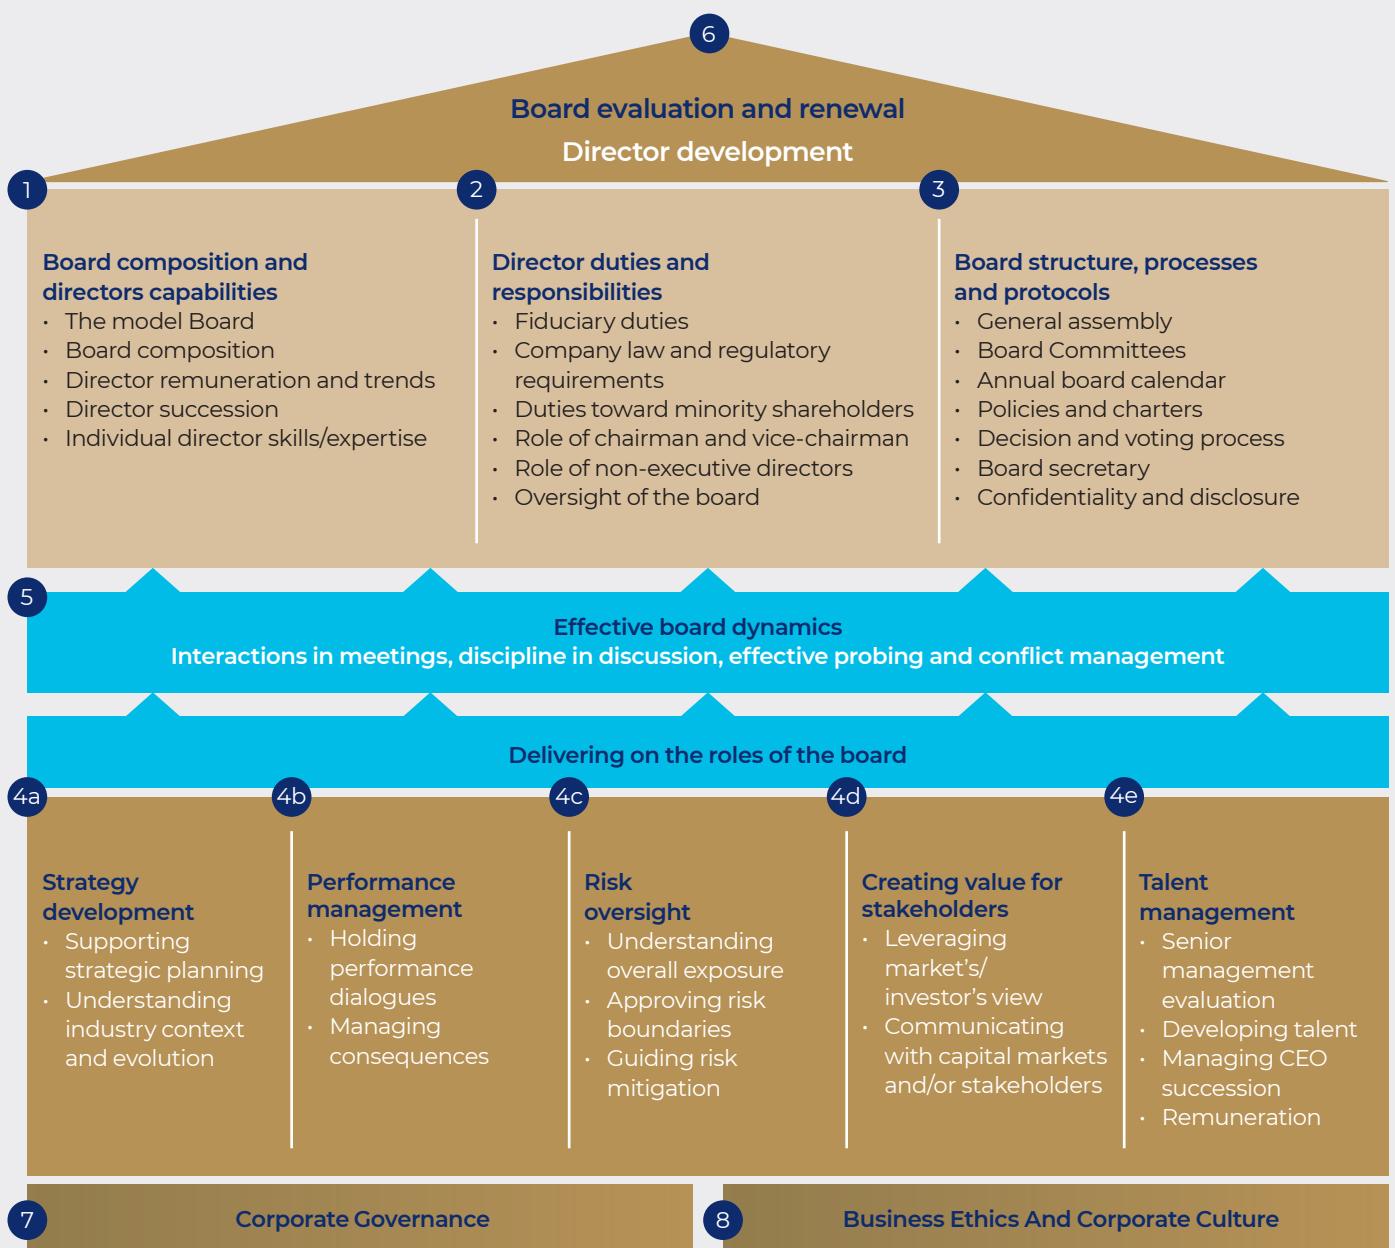 6
Board evaluation and renewal
Director development
1
Board composition and
directors capabilities
• The model Board
• Board composition
• Director remuneration and trends
• Director succession
• Individual director skills/expertise
2
Director duties and
responsibilities
• Fiduciary duties
• Company law and regulatory
requirements
• Duties toward minority shareholders
• Role of chairman and vice-chairman
• Role of non-executive directors
• Oversight of the board
3
Board structure, processes
and protocols
• General assembly
• Board Committees
• Annual board calendar
• Policies and charters
• Decision and voting process
• Board secretary
• Confidentiality and disclosure
5
Effective board dynamics
Interactions in meetings, discipline in discussion, effective probing and conflict management
Delivering on the roles of the board
4a
Strategy
development
• Supporting
strategic planning
• Understanding
industry context
and evolution
4b
Performance
management
• Holding
performance
dialogues
• Managing
consequences
4c
Risk
oversight
• Understanding
overall exposure
• Approving risk
boundaries
• Guiding risk
mitigation
4d
Creating value for
stakeholders
• Leveraging
market's/
investor's view
• Communicating
with capital markets
and/or stakeholders
4e
Talent
management
• Senior
management
evaluation
• Developing talent
• Managing CEO
succession
• Remuneration
7
Corporate Governance
8
Business Ethics And Corporate Culture